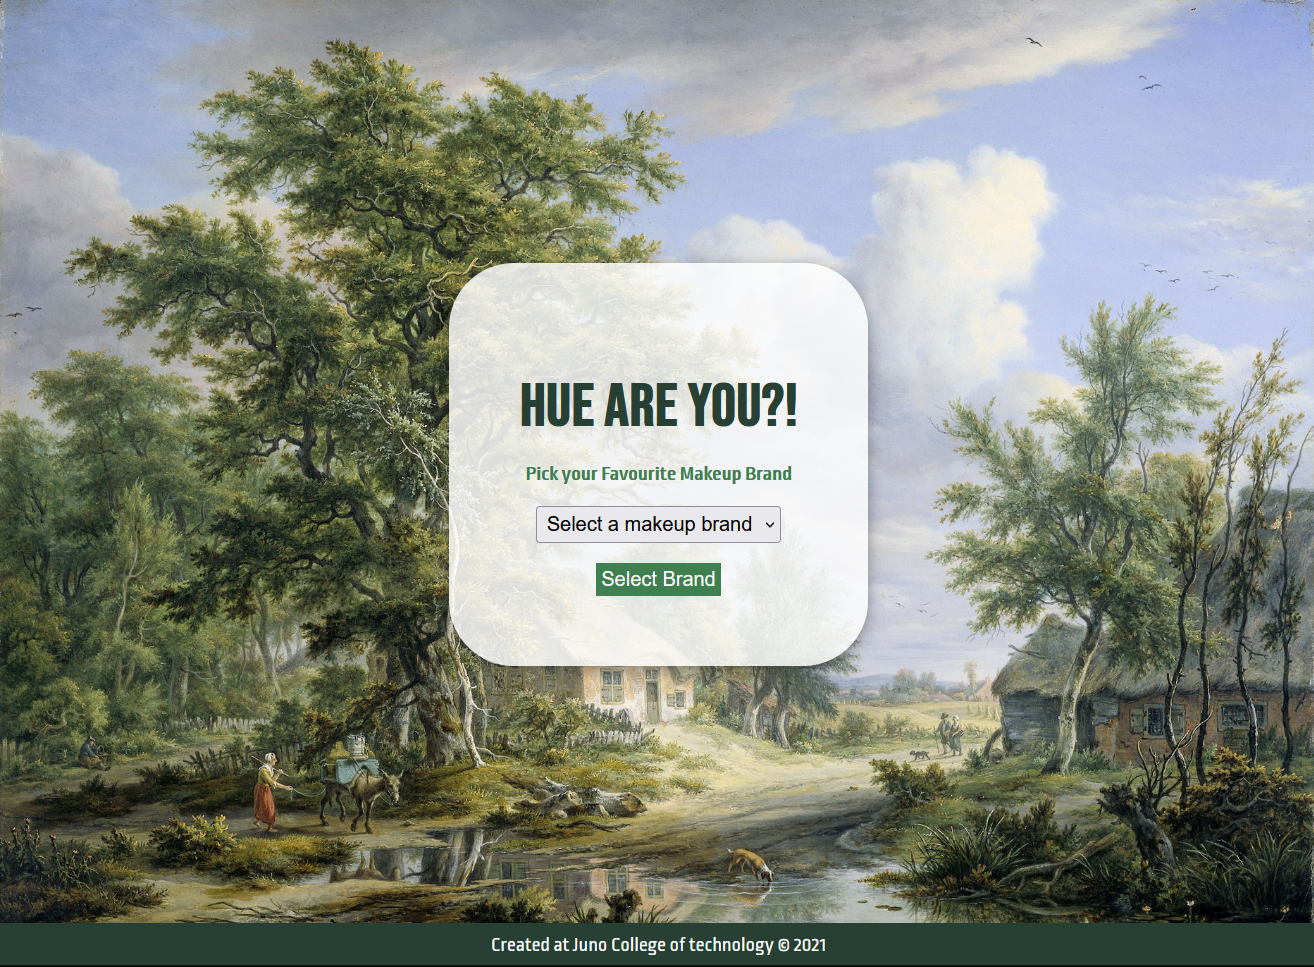 HUE ARE YOU?!
Pick your Favourite Makeup Brand
Select a makeup brand
Select Brand
Created at Juno College of technology © 2021